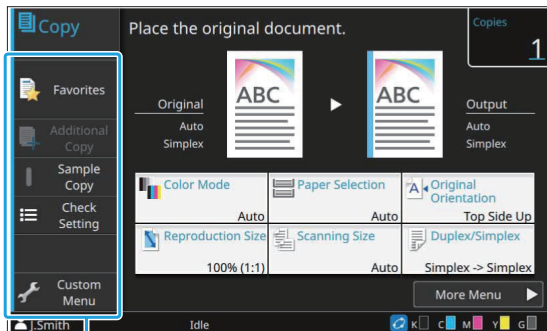 Copy
Place the original document.
Copies
1
Favorites
Additional
Copy
Sample
Copy
Check
Setting
Custom
Menu
Original
Auto
Simplex
ABC
ABC
Output
Auto
Simplex
Color Mode
Auto
Paper Selection
Auto
A Original
Orientation
Top Side Up
Reproduction Size
100% (1:1)
Scanning Size
Auto
Duplex/Simplex
Simplex -> Simplex
More Menu
J.Smith
Idle
K C M Y G